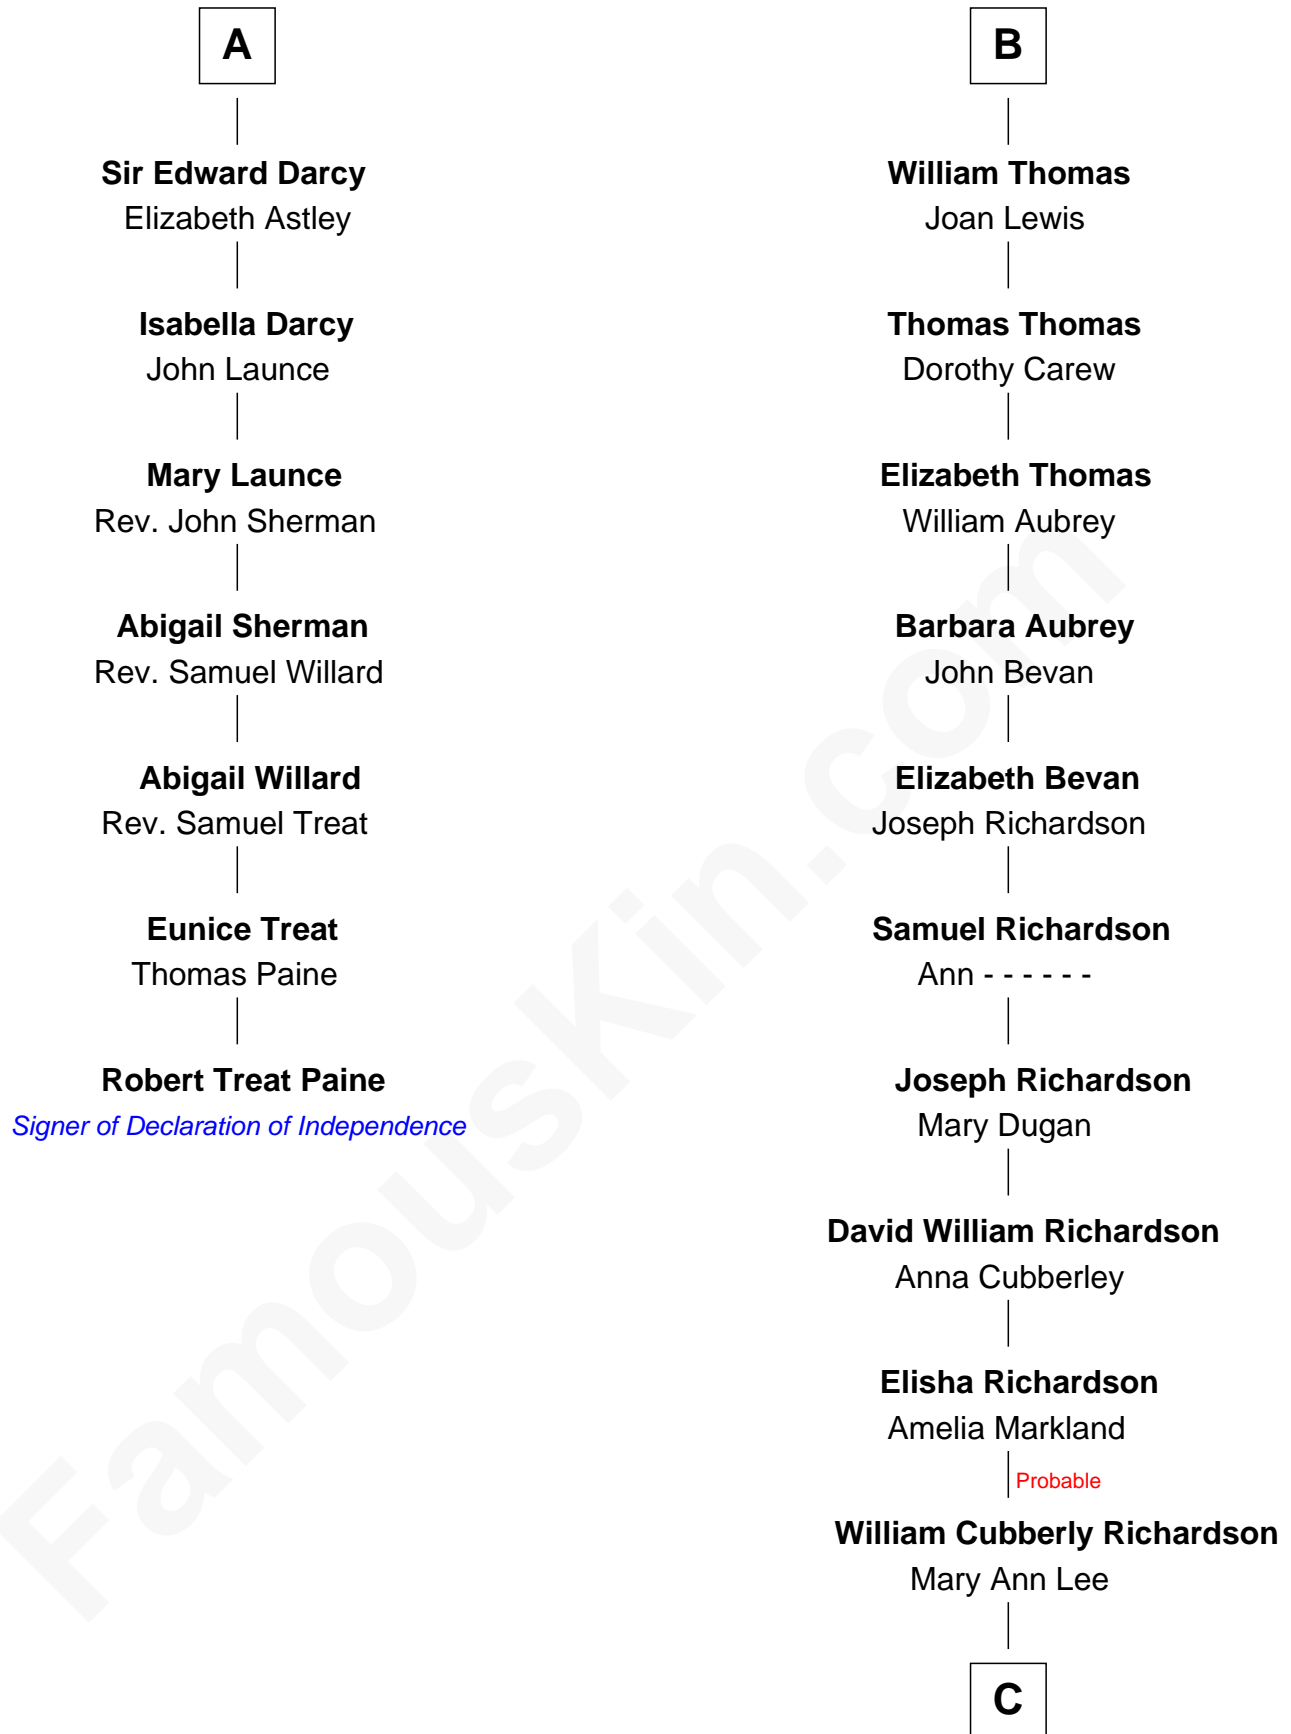 A
Sir Edward Darcy
Elizabeth Astley
Isabella Darcy
John Launce
Mary Launce
Rev. John Sherman
Abigail Sherman
Rev. Samuel Willard
Abigail Willard
Rev. Samuel Treat
Eunice Treat
Thomas Paine
Robert Treat Paine
Signer of Declaration of Independence
B
William Thomas
Joan Lewis
Thomas Thomas
Dorothy Carew
Elizabeth Thomas
William Aubrey
Barbara Aubrey
John Bevan
Elizabeth Bevan
Joseph Richardson
Samuel Richardson
Ann - - - - - -
Joseph Richardson
Mary Dugan
David William Richardson
Anna Cubberley
Elisha Richardson
Amelia Markland
Probable
William Cubberly Richardson
Mary Ann Lee
C
FamousKin.com